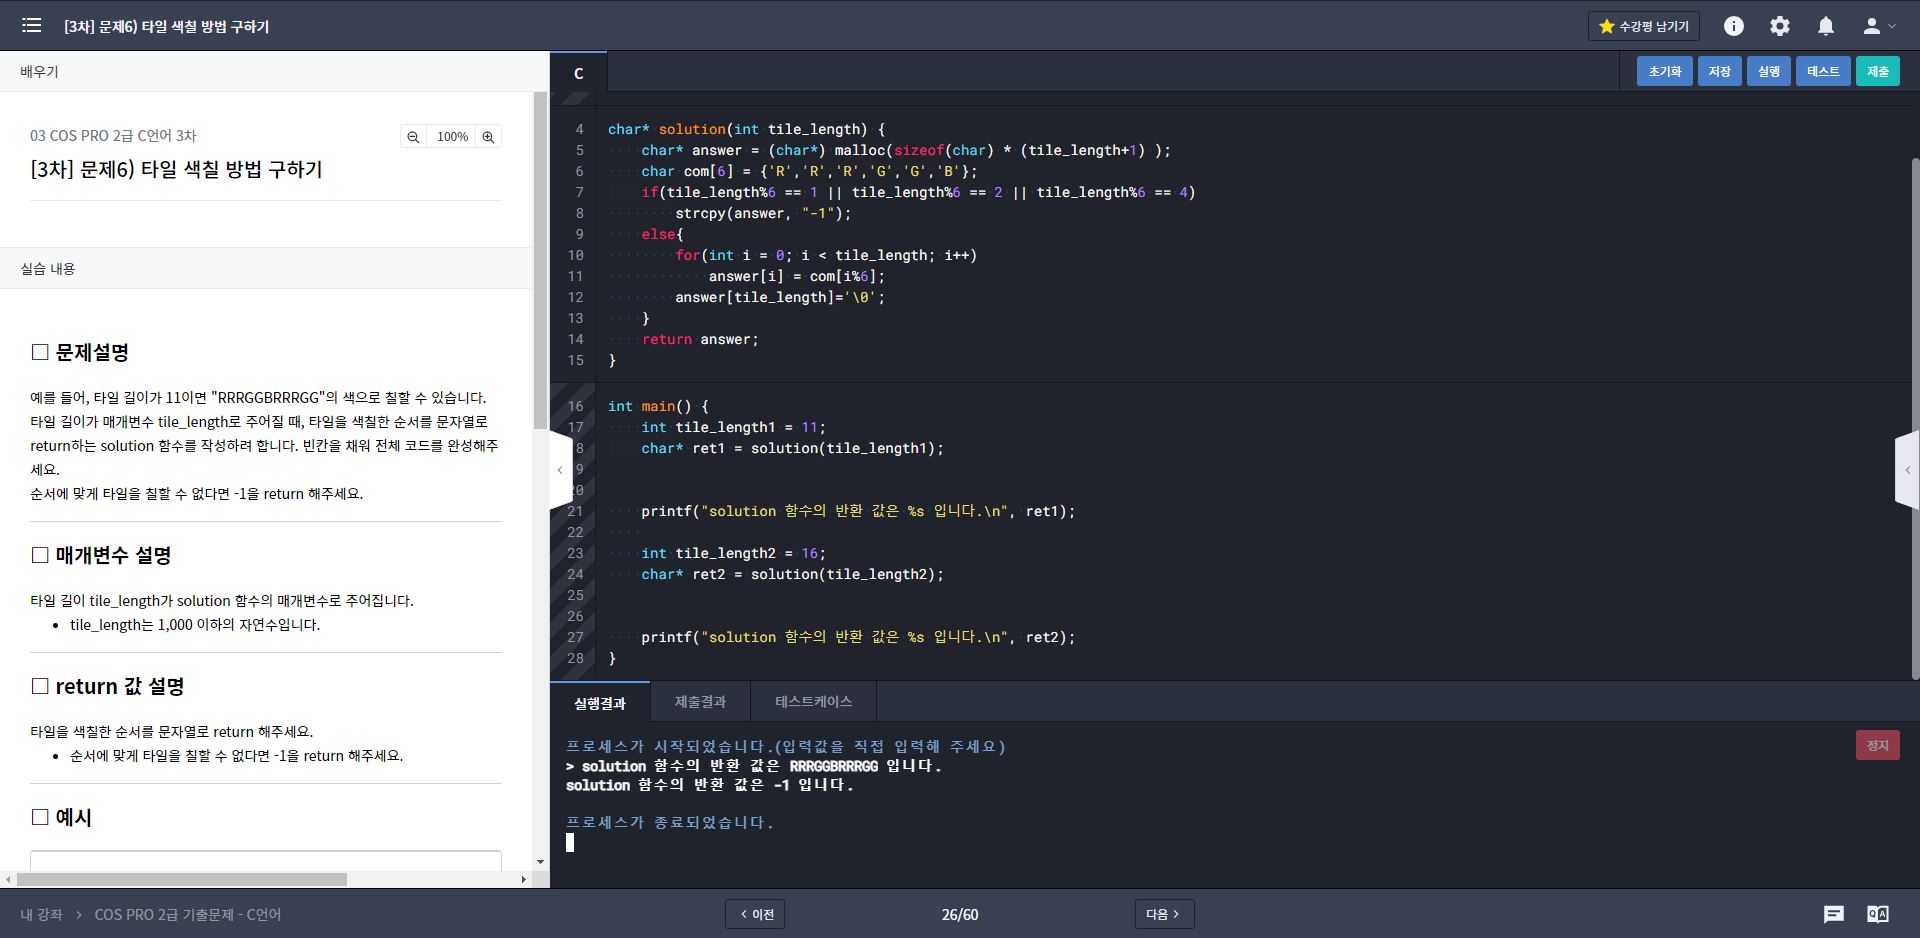 [3차] 문제6) 타일 색칠 방법 구하기
수강평 남기기
배우기
03 COS PRO 2급 C언어 3차
100%
[3차] 문제6) 타일 색칠 방법 구하기
실습 내용
문제설명
예를 들어, 타일 길이가 11이면 "RRRGGBRRRGG"의 색으로 칠할 수 있습니다.
타일 길이가 매개변수 tile_length로 주어질 때, 타일을 색칠한 순서를 문자열로
return하는 solution 함수를 작성하려 합니다. 빈칸을 채워 전체 코드를 완성해주
세요.
순서에 맞게 타일을 칠할 수 없다면 -1을 return 해주세요.
매개변수 설명
타일 길이 tile_length가 solution 함수의 매개변수로 주어집니다.
• tile_length는 1,000 이하의 자연수입니다.
return 값 설명
타일을 색칠한 순서를 문자열로 return 해주세요.
• 순서에 맞게 타일을 칠할 수 없다면 -1을 return 해주세요.
예시
C
초기화 저장 실행 테스트 제출
4 char* solution(int tile_length) {
5     char* answer = (char*) malloc(sizeof(char) * (tile_length+1) );
6     char com[6] = {'R','R','R','G','G','B'};
7     if(tile_length%6 == 1 || tile_length%6 == 2 || tile_length%6 == 4)
8         strcpy(answer, "-1");
9     else{
10         for(int i = 0; i < tile_length; i++)
11             answer[i] = com[i%6];
12         answer[tile_length]='\0';
13     }
14     return answer;
15 }
16 int main() {
17     int tile_length1 = 11;
8     char* ret1 = solution(tile_length1);
9
20
21     printf("solution 함수의 반환 값은 %s 입니다.\n", ret1);
22
23     int tile_length2 = 16;
24     char* ret2 = solution(tile_length2);
25
26
27     printf("solution 함수의 반환 값은 %s 입니다.\n", ret2);
28 }
실행결과 제출결과 테스트케이스
프로세스가 시작되었습니다.(입력값을 직접 입력해 주세요)
정지
> solution 함수의 반환 값은 RRRGGBRRRGG 입니다.
solution 함수의 반환 값은 -1 입니다.
프로세스가 종료되었습니다.
내 강좌 > COS PRO 2급 기출문제 - C언어
< 이전
26/60
다음 >
QA